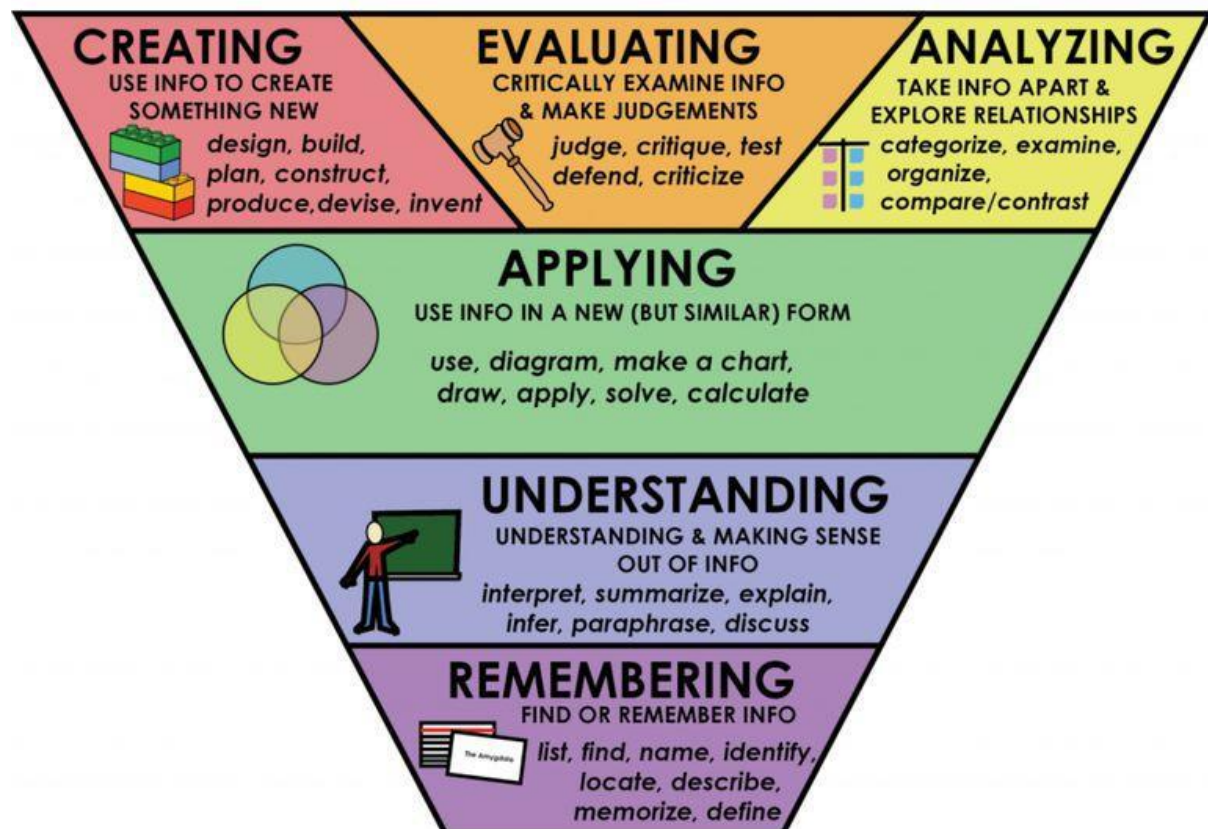 CREATING
USE INFO TO CREATE
SOMETHING NEW
design, build,
plan, construct,
produce,devise, invent
EVALUATING
CRITICALLY EXAMINE INFO
& MAKE JUDGEMENTS
judge, critique, test
defend, criticize
ANALYZING
TAKE INFO APART &
EXPLORE RELATIONSHIPS
categorize, examine,
organize,
compare/contrast
APPLYING
USE INFO IN A NEW (BUT SIMILAR) FORM
use, diagram, make a chart,
draw, apply, solve, calculate
UNDERSTANDING
UNDERSTANDING & MAKING SENSE
OUT OF INFO
interpret, summarize, explain,
infer, paraphrase, discuss
REMEMBERING
FIND OR REMEMBER INFO
The Amygdala
list, find, name, identify,
locate, describe,
memorize, define